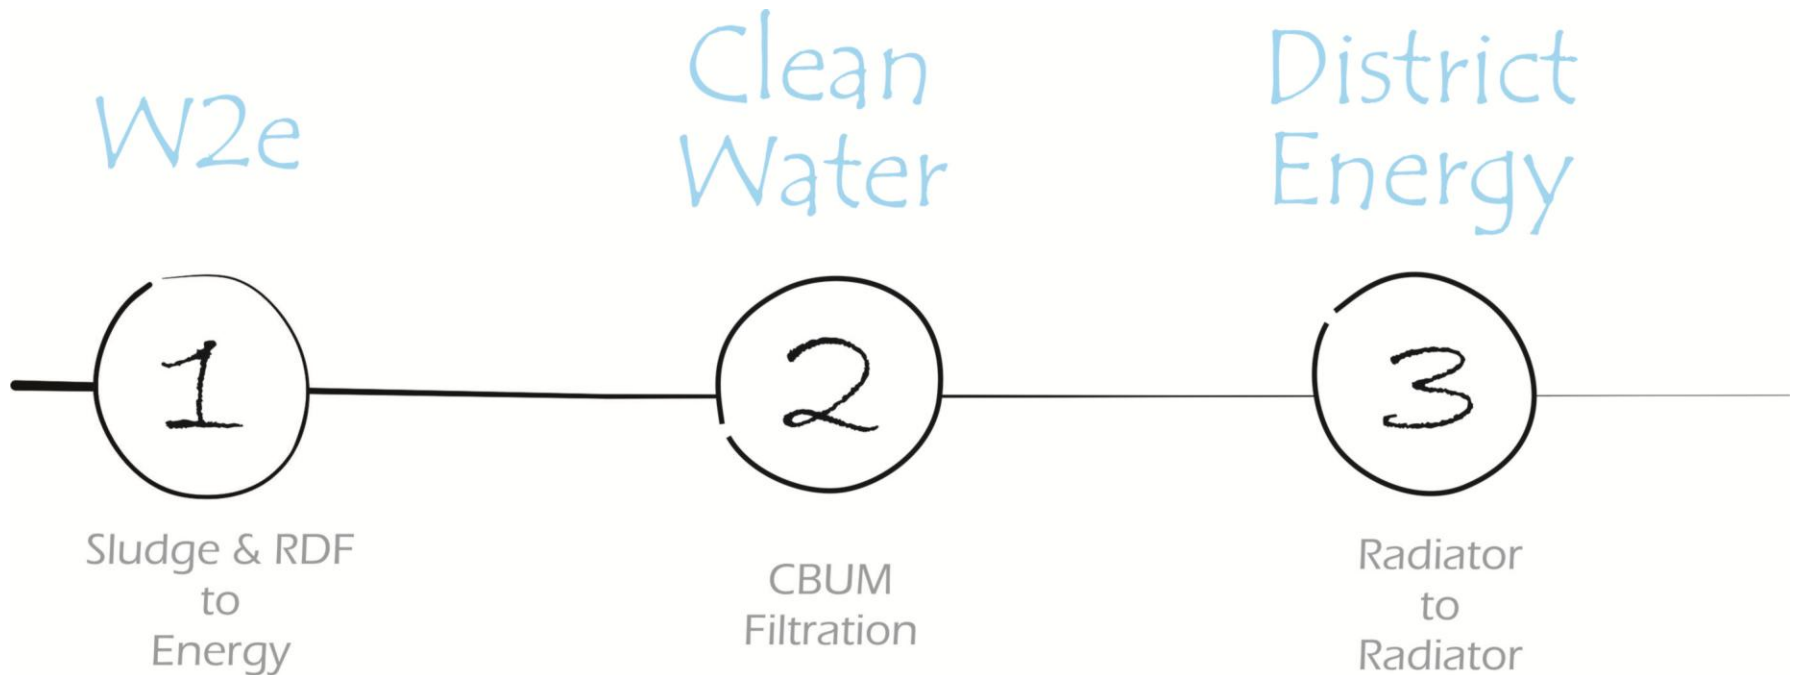 W2e
Clean
Water
District
Energy
1
2
3
Sludge & RDF
to
Energy
CBUM
Filtration
Radiator
to
Radiator